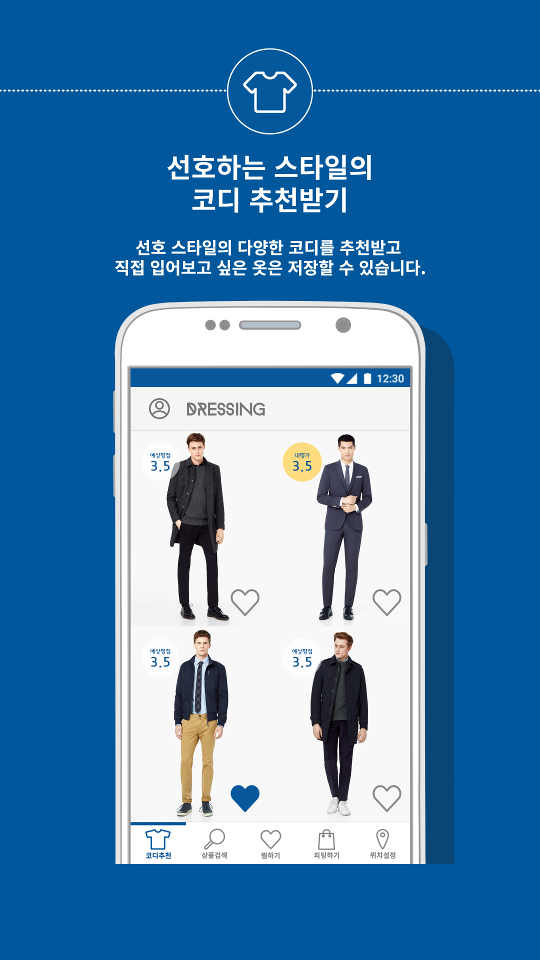 선호하는 스타일의
코디 추천받기
선호 스타일의 다양한 코디를 추천받고
직접 입어보고 싶은 옷은 저장할 수 있습니다.
12:30
DRESSING
예상평점
3.5
내평가
3.5
예상평점
3.5
예상평점
3.5
코디추천 상품검색 찜하기 피팅하기 위치설정